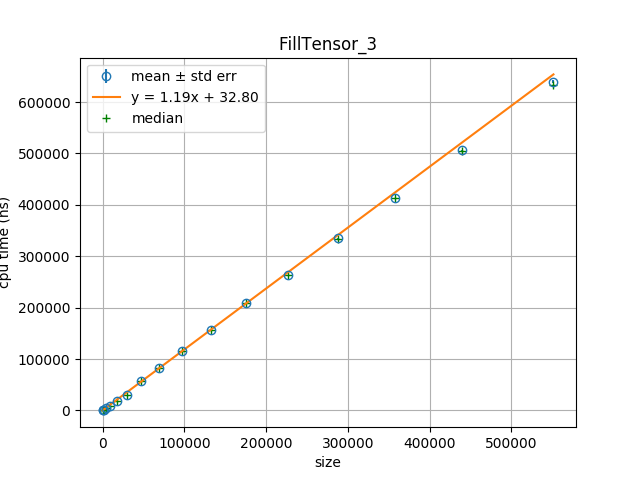 FillTensor_3
mean ± std err
y = 1.19x + 32.80
median
cpu time (ns)
600000
500000
400000
300000
200000
100000
0
0 100000 200000 300000 400000 500000
size